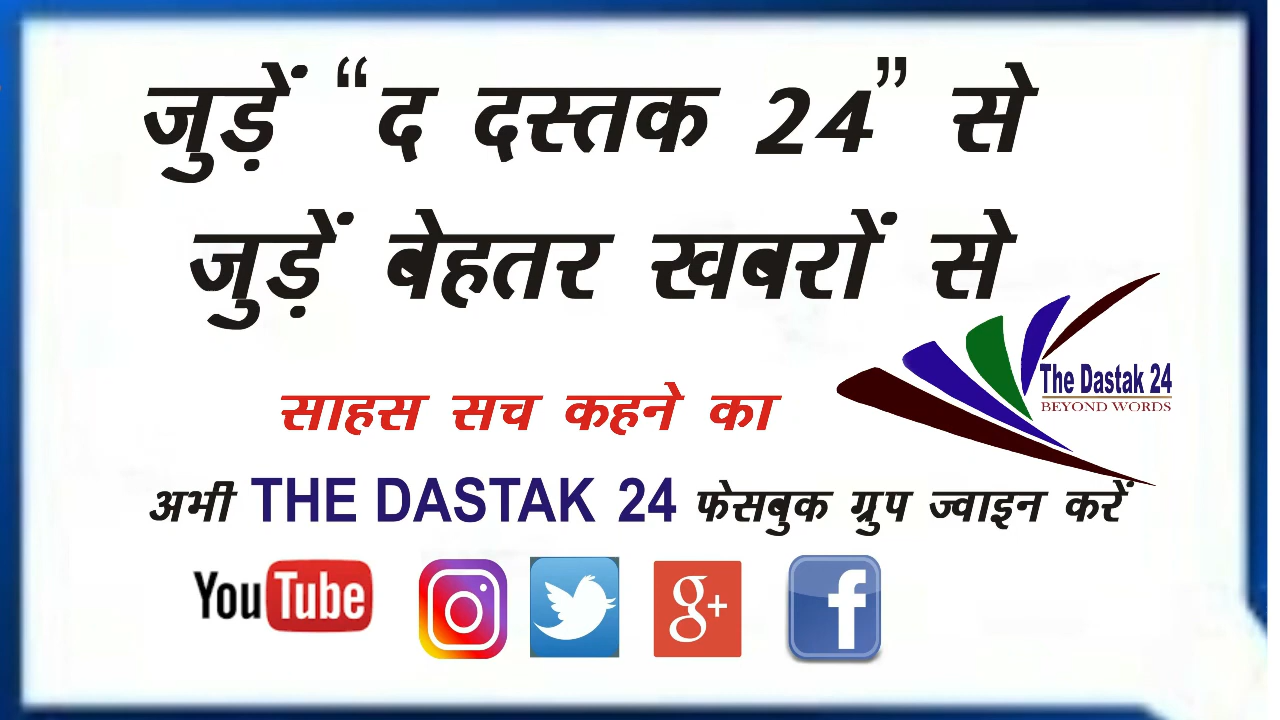 जुड़ें “द दस्तक 24” से
जुड़ें बेहतर खबरों से
The Dastak 24
BEYOND WORDS
साहस सच कहने का
अभी THE DASTAK 24 फेसबुक ग्रुप ज्वाइन करें
YouTube
g+
f